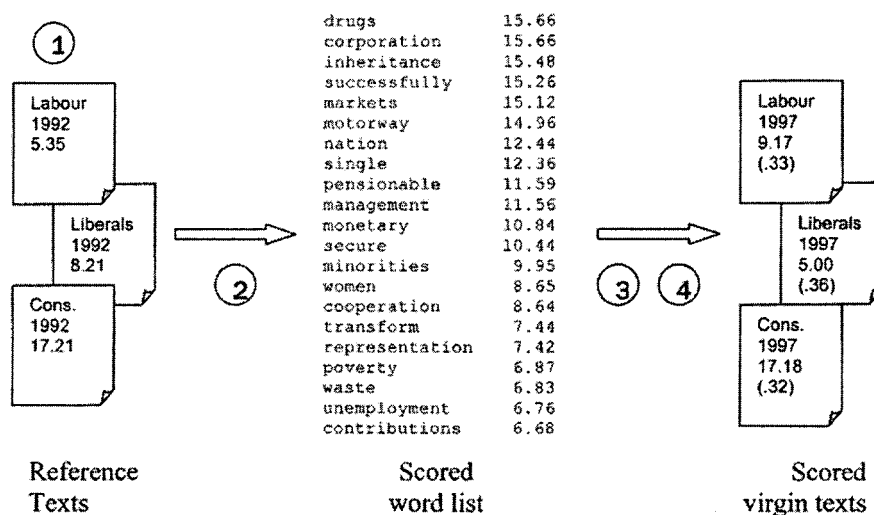 1
Labour
1992
5.35
Liberals
1992
8.21
Cons.
1992
17.21
Reference
Texts
2
drugs 15.66
corporation 15.66
inheritance 15.48
successfully 15.26
markets 15.12
motorway 14.96
nation 12.44
single 12.36
pensionable 11.59
management 11.56
monetary 10.84
secure 10.44
minorities 9.95
women 8.65
cooperation 8.64
transform 7.44
representation 7.42
poverty 6.87
waste 6.83
unemployment 6.76
contributions 6.68
Scored
word list
3 4
Labour
1997
9.17
(.33)
Liberals
1997
5.00
(.36)
Cons.
1997
17.18
(.32)
Scored
virgin texts